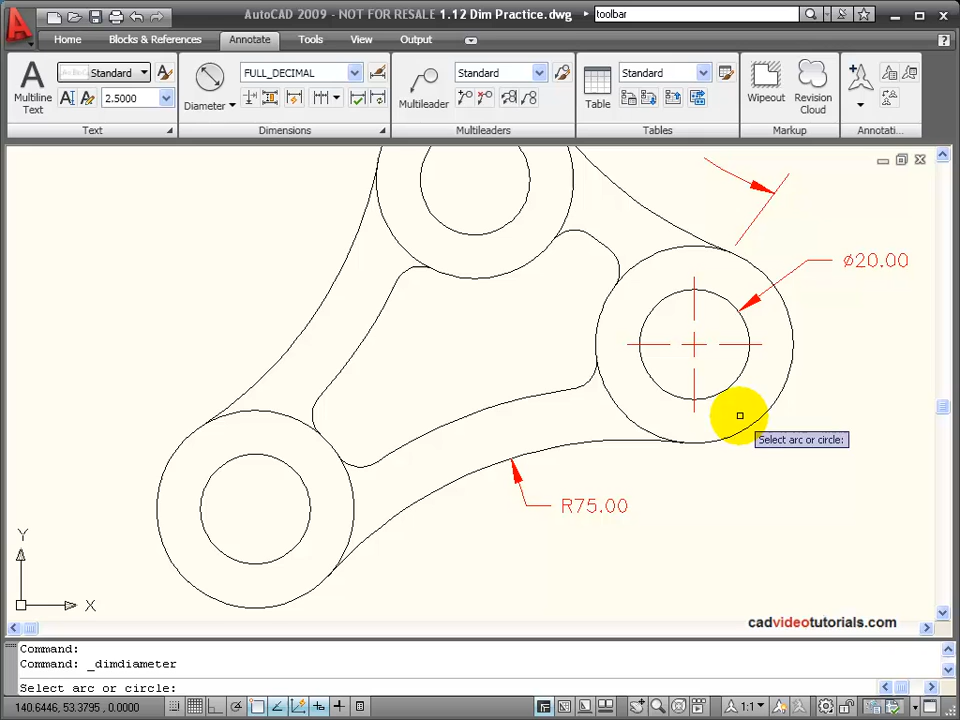 AutoCAD 2009 - NOT FOR RESALE 1.12 Dim Practice.dwg
toolbar
Home Blocks & References Annotate Tools View Output
Multiline Text
Standard
2.5000
Text
Diameter
FULL_DECIMAL
Dimensions
Multileader
Standard
Multileaders
Table
Standard
Tables
Wipeout
Revision Cloud
Markup
Annotati...
ø20.00
Select arc or circle:
R75.00
Y
X
cadvideotutorials.com
Command:
Command: _dimdiameter
Select arc or circle:
140.6446, 53.3795, 0.0000
1:1